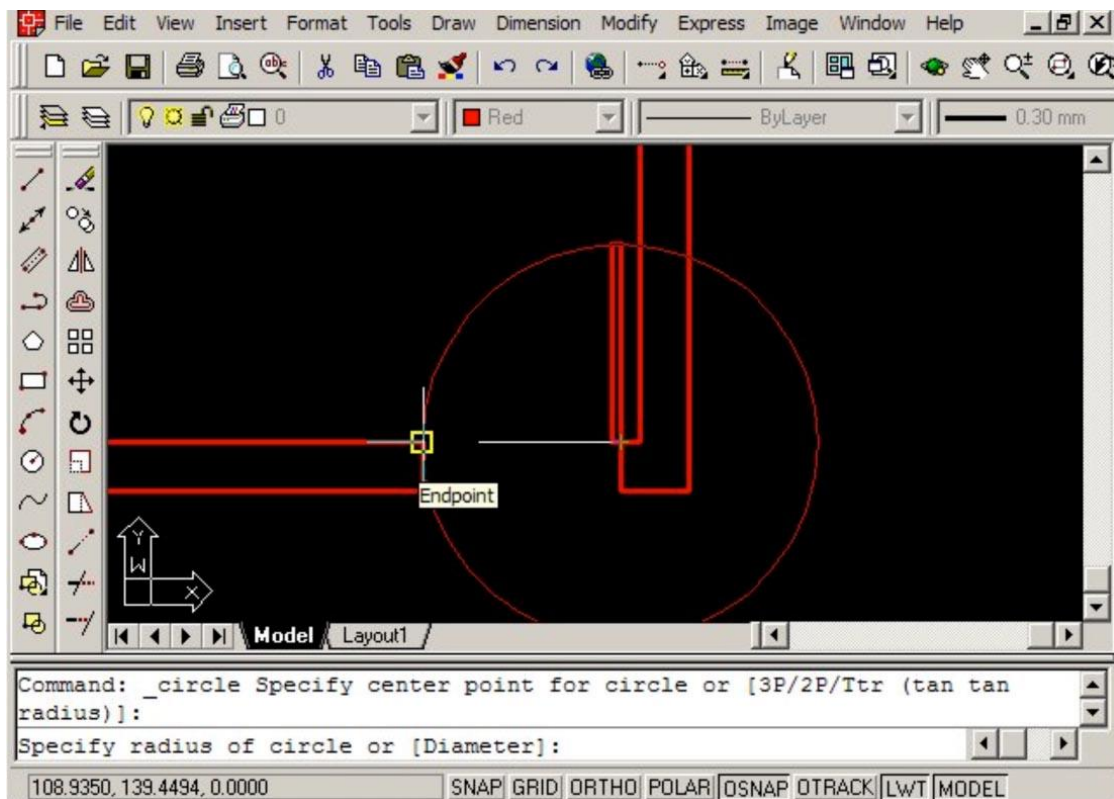 File Edit View Insert Format Tools Draw Dimension Modify Express Image Window Help
0 Red ByLayer 0.30 mm
Endpoint
Y
W
X
Model Layout1
Command: _circle Specify center point for circle or [3P/2P/Ttr (tan tan
radius)]:
Specify radius of circle or [Diameter]:
108.9350, 139.4494, 0.0000 SNAP GRID ORTHO POLAR OSNAP OTRACK LWT MODEL